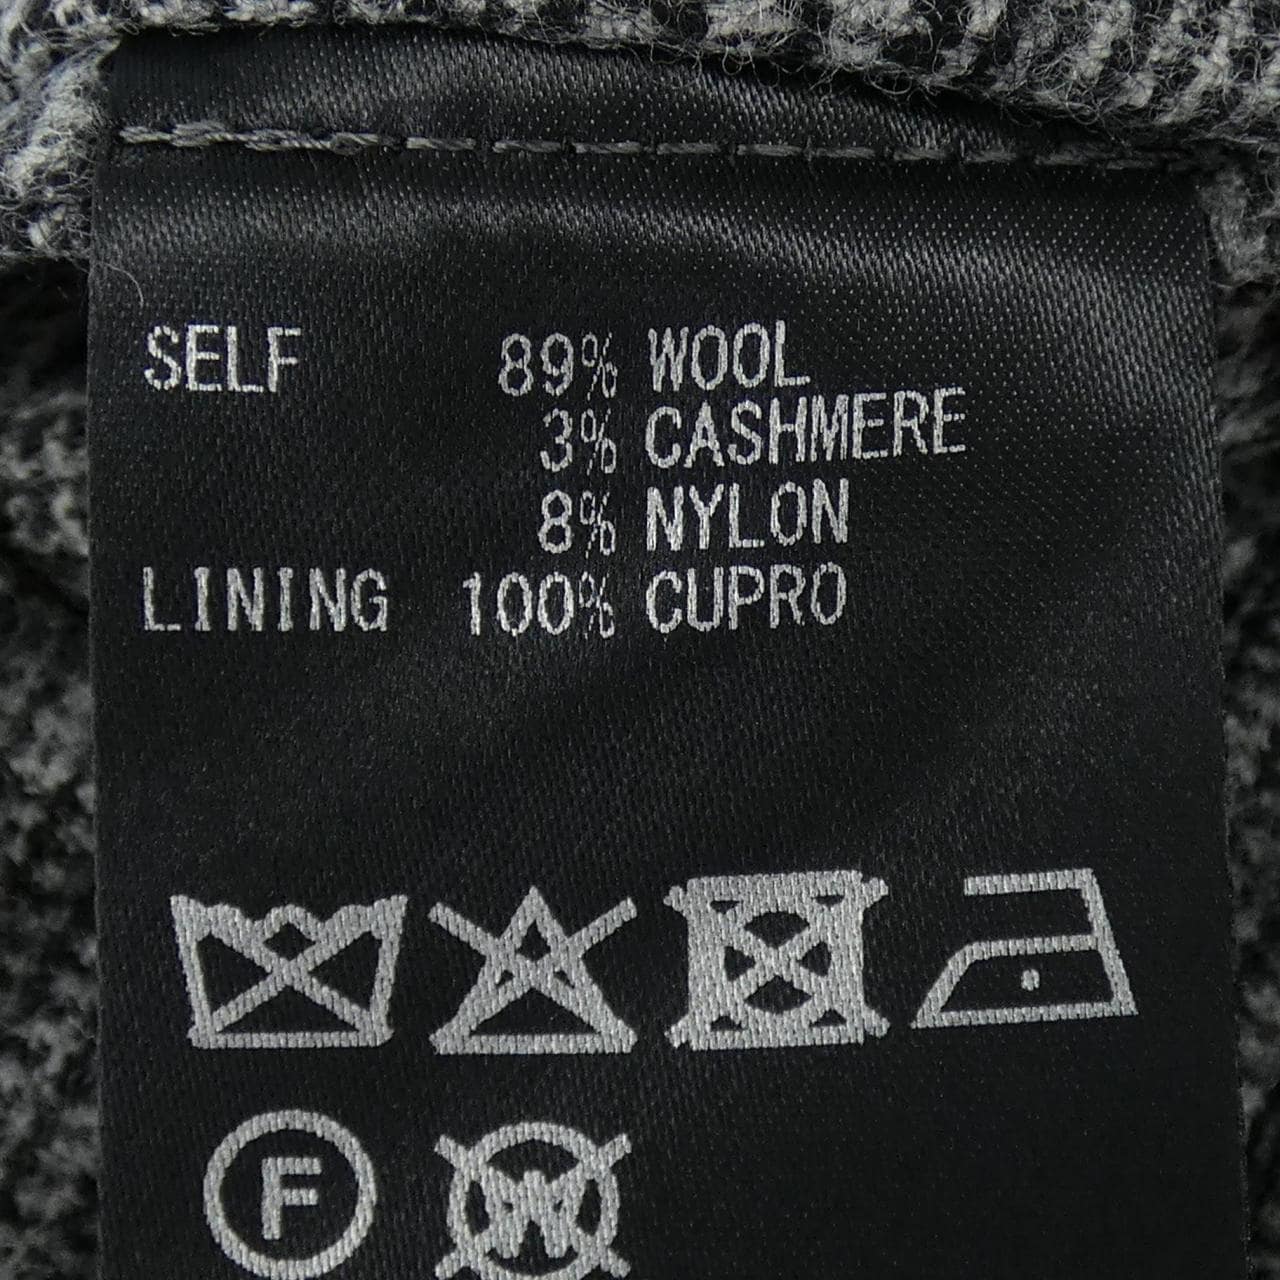 SELF 89% WOOL
3% CASHMERE
8% NYLON
LINING 100% CUPRO
F W